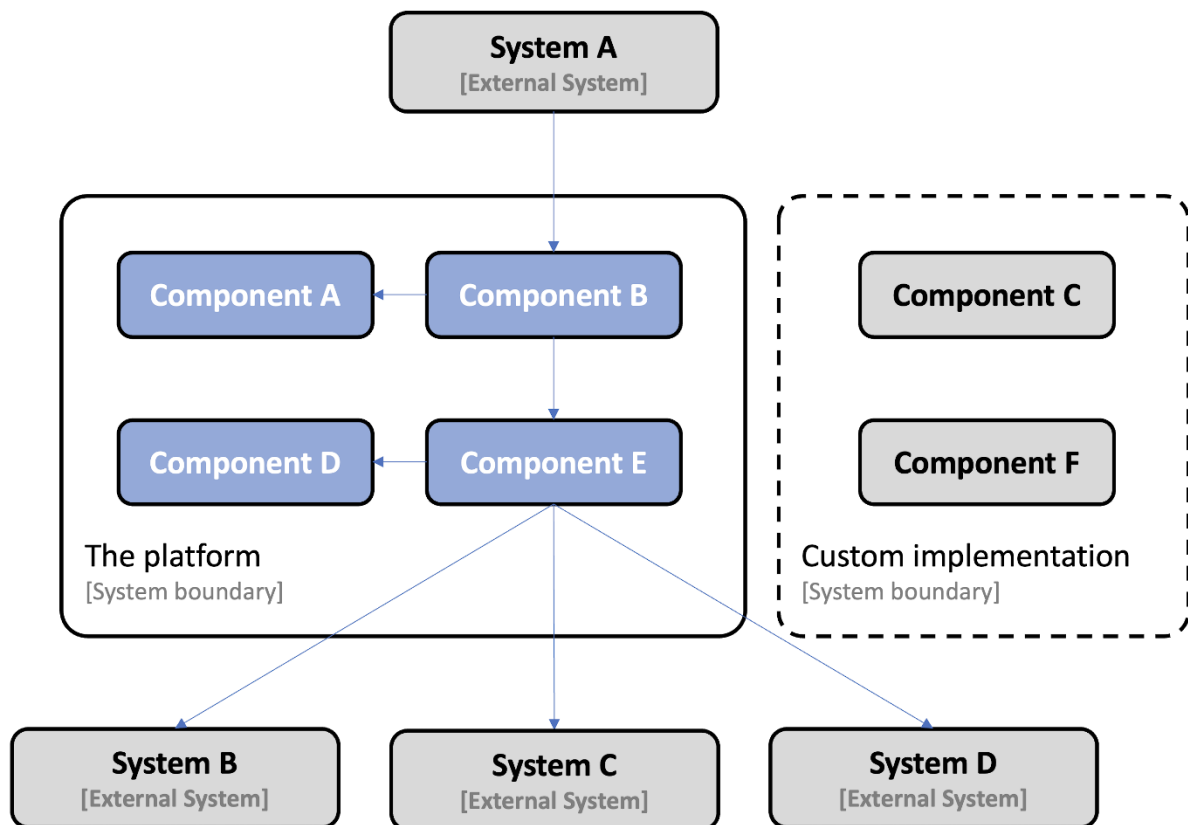 System A
[External System]
Component A
Component B
Component C
Component D
Component E
Component F
The platform
[System boundary]
Custom implementation
[System boundary]
System B
[External System]
System C
[External System]
System D
[External System]